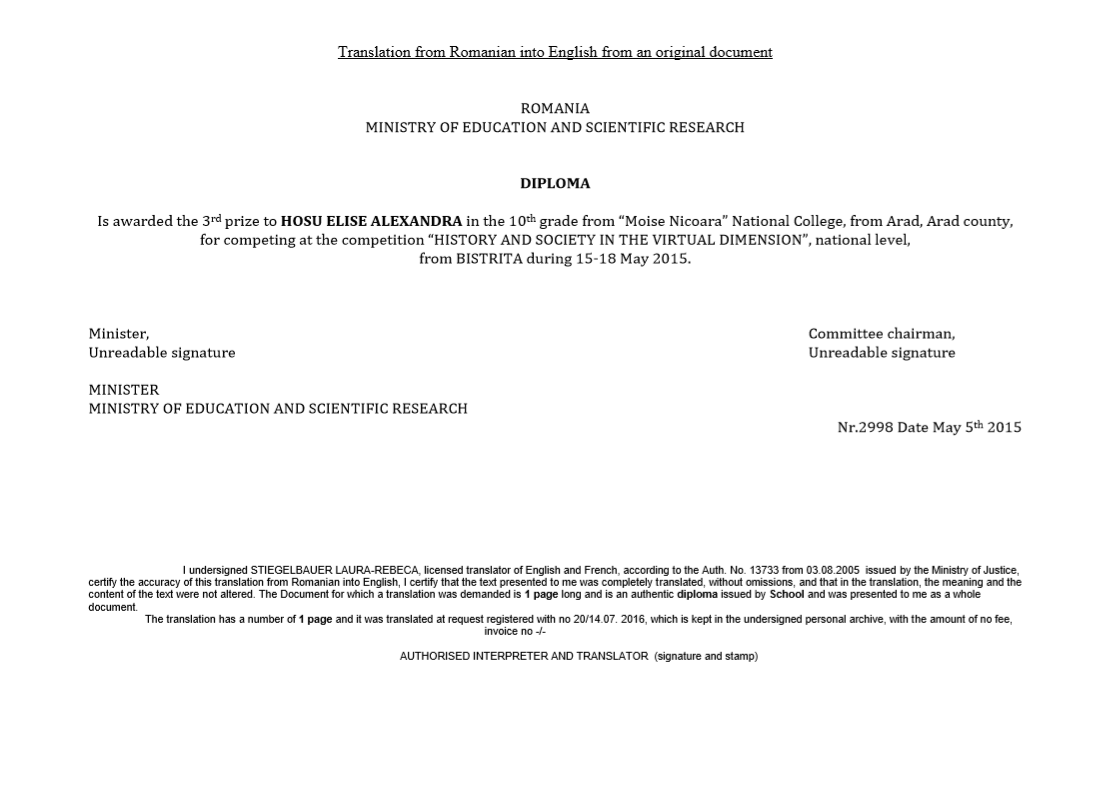 Translation from Romanian into English from an original document
ROMANIA
MINISTRY OF EDUCATION AND SCIENTIFIC RESEARCH
DIPLOMA
Is awarded the 3rd prize to HOSU ELISE ALEXANDRA in the 10th grade from “Moise Nicoara” National College, from Arad, Arad county,
for competing at the competition “HISTORY AND SOCIETY IN THE VIRTUAL DIMENSION”, national level,
from BISTRITA during 15-18 May 2015.
Minister,
Unreadable signature
Committee chairman,
Unreadable signature
MINISTER
MINISTRY OF EDUCATION AND SCIENTIFIC RESEARCH
Nr.2998 Date May 5th 2015
I undersigned STIEGELBAUER LAURA-REBECA, licensed translator of English and French, according to the Auth. No. 13733 from 03.08.2005 issued by the Ministry of Justice,
certify the accuracy of this translation from Romanian into English, I certify that the text presented to me was completely translated, without omissions, and that in the translation, the meaning and the
content of the text were not altered. The Document for which a translation was demanded is 1 page long and is an authentic diploma issued by School and was presented to me as a whole
document.
The translation has a number of 1 page and it was translated at request registered with no 20/14.07. 2016, which is kept in the undersigned personal archive, with the amount of no fee,
invoice no -/-
AUTHORISED INTERPRETER AND TRANSLATOR (signature and stamp)